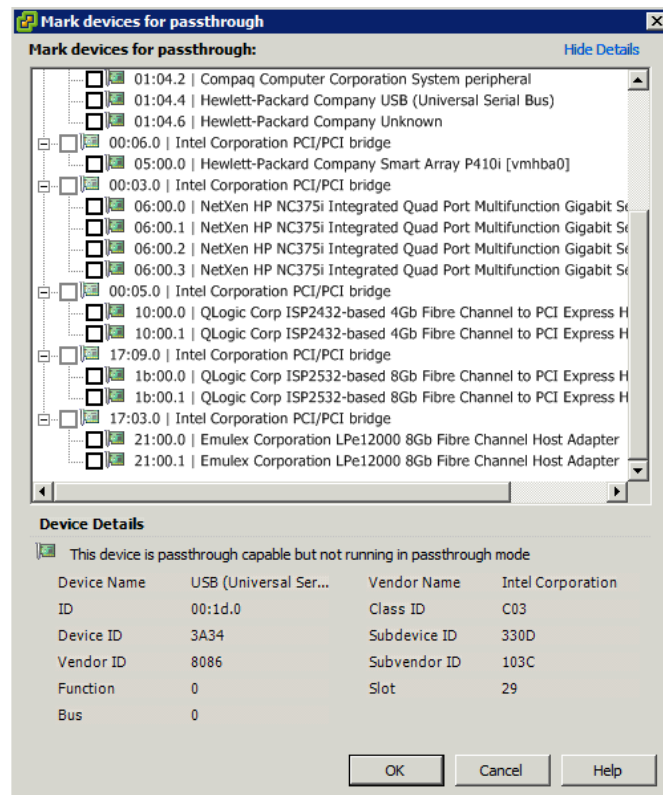 Mark devices for passthrough
Mark devices for passthrough: Hide Details
01:04.2 | Compaq Computer Corporation System peripheral
01:04.4 | Hewlett-Packard Company USB (Universal Serial Bus)
01:04.6 | Hewlett-Packard Company Unknown
00:06.0 | Intel Corporation PCI/PCI bridge
05:00.0 | Hewlett-Packard Company Smart Array P410i [vmhba0]
00:03.0 | Intel Corporation PCI/PCI bridge
06:00.0 | NetXen HP NC375i Integrated Quad Port Multifunction Gigabit Se
06:00.1 | NetXen HP NC375i Integrated Quad Port Multifunction Gigabit Se
06:00.2 | NetXen HP NC375i Integrated Quad Port Multifunction Gigabit Se
06:00.3 | NetXen HP NC375i Integrated Quad Port Multifunction Gigabit Se
00:05.0 | Intel Corporation PCI/PCI bridge
10:00.0 | QLogic Corp ISP2432-based 4Gb Fibre Channel to PCI Express H
10:00.1 | QLogic Corp ISP2432-based 4Gb Fibre Channel to PCI Express H
17:09.0 | Intel Corporation PCI/PCI bridge
1b:00.0 | QLogic Corp ISP2532-based 8Gb Fibre Channel to PCI Express H
1b:00.1 | QLogic Corp ISP2532-based 8Gb Fibre Channel to PCI Express H
17:03.0 | Intel Corporation PCI/PCI bridge
21:00.0 | Emulex Corporation LPe12000 8Gb Fibre Channel Host Adapter
21:00.1 | Emulex Corporation LPe12000 8Gb Fibre Channel Host Adapter
Device Details
This device is passthrough capable but not running in passthrough mode
Device Name USB (Universal Ser... Vendor Name Intel Corporation
ID 00:1d.0 Class ID C03
Device ID 3A34 Subdevice ID 330D
Vendor ID 8086 Subvendor ID 103C
Function 0 Slot 29
Bus 0
OK Cancel Help